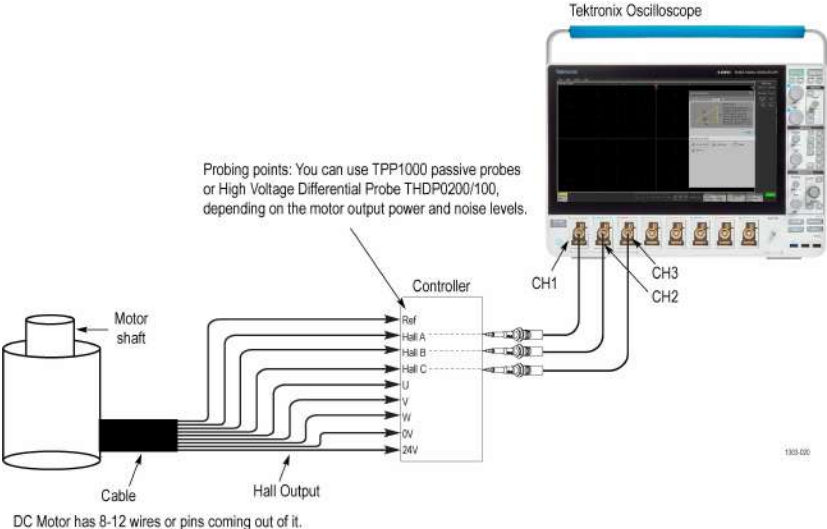 Tektronix Oscilloscope
Tektronix
Probing points: You can use TPP1000 passive probes
or High Voltage Differential Probe THDP0200/100,
depending on the motor output power and noise levels.
CH1
CH3
CH2
Controller
Motor
shaft
Ref
Hall A
Hall B
Hall C
U
V
W
0V
24V
1303-020
Cable
Hall Output
DC Motor has 8-12 wires or pins coming out of it.